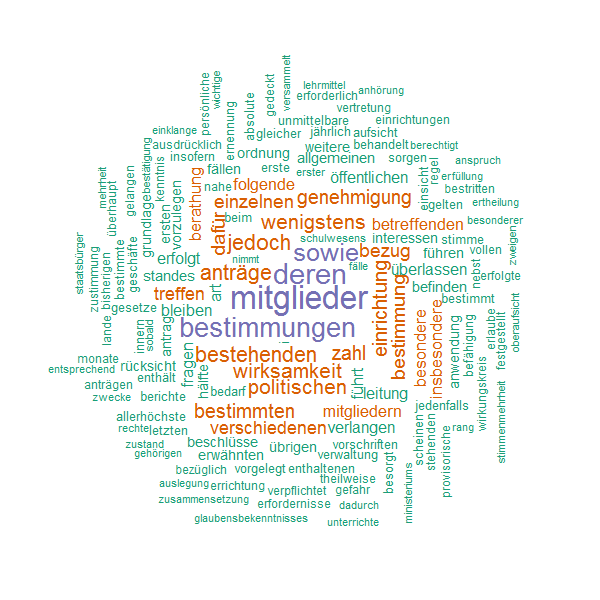 lehrmittel
anhörung
versammelt
wichtige
persönliche
gedeckt
erforderlich
vertretung
absolute
ernennung
unmittelbare
einrichtungen
einklange
gleicher
jährlich
aufsicht
ausdrücklich
ordnung
weitere
behandelt
berechtigt
insofern
allgemeinen
sorgen
anspruch
mehrheit
bestätigung
kenntnis
fällen
erste
erster
öffentlichen
einsicht
regel
erfüllung
gelangen
überhaupt
grundlage
vorzulegen
ersten
berathung
nahe
folgende
einzelnen
genehmigung
gelten
bestritten
ertheilung
dafür
beim
wenigstens
betreffenden
besonderer
staatsbürger
zustimmung
bisherigen
bestimmte
geschäfte
erfolgt
jedoch
schulwesens
interessen
stimme
sowie
bezug
führen
vollen
zweigen
standes
anträge
nimmt
deren
fälle
überlassen
nebst
erfolgte
treffen
art
mitglieder
einrichtung
bestimmung
befinden
bestimmt
lande
gesetze
bleiben
bestimmungen
besondere
insbesondere
anwendung
befähigung
erlaube
festgestellt
oberaufsicht
innern
sobald
antrag
monate
entsprechend
rücksicht
fragen
bestehenden
zahl
enthält
hälfte
wirksamkeit
führt
wirkungskreis
anträgen
zwecke
berichte
bedarf
politischen
leitung
allerhöchste
bestimmten
mitgliedern
jedenfalls
stimmenmehrheit
rechte
letzten
verschiedenen
verlangen
scheinen
stehenden
rang
zustand
beschlüsse
übrigen
vorschriften
gehörigen
erwähnten
verwaltung
besorgt
provisorische
bezüglich
vorgelegt
enthaltenen
theilweise
auslegung
errichtung
verpflichtet
gefahr
ministeriums
zusammensetzung
erfordernisse
dadurch
glaubensbekenntnisses
unterrichte